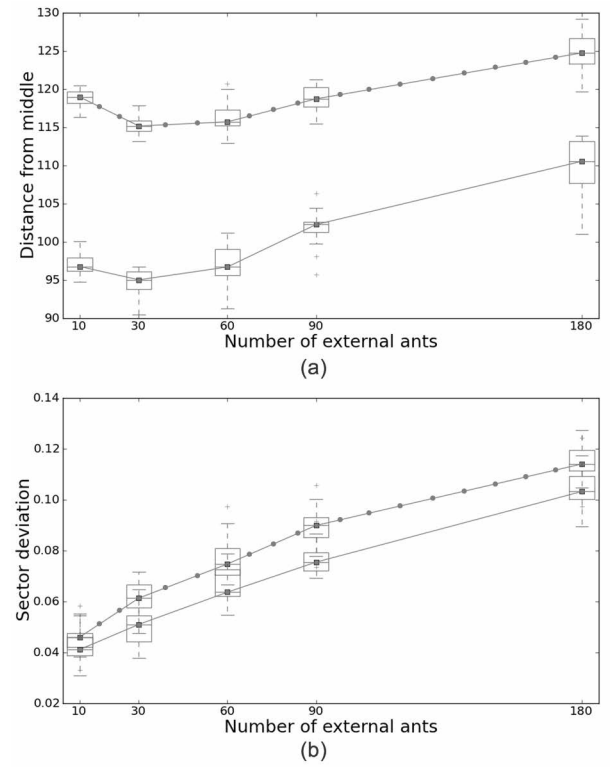 130
125
120
115
110
105
100
95
90
Distance from middle
10 30 60 90 180
Number of external ants
(a)
0.14
0.12
0.10
0.08
0.06
0.04
0.02
Sector deviation
10 30 60 90 180
Number of external ants
(b)